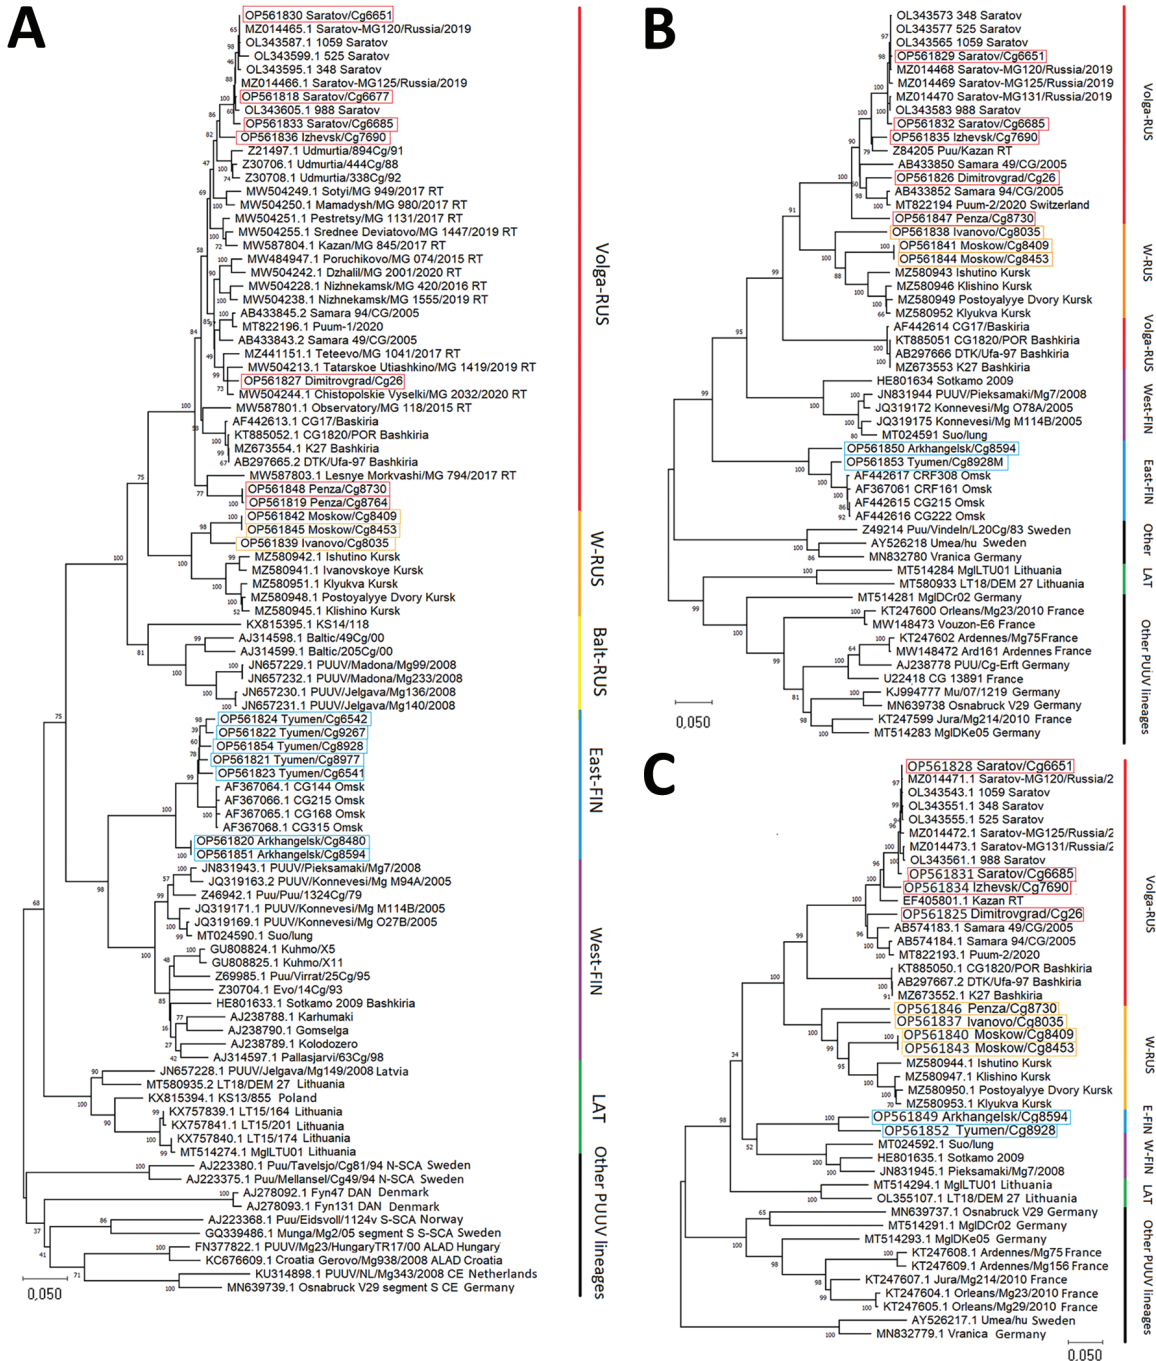 A
OP561830 Saratov/Cg6651
MZ014465.1 Saratov-MG120/Russia/2019
OL343587.1 1059 Saratov
OL343599.1 525 Saratov
OL343595.1 348 Saratov
MZ014466.1 Saratov-MG125/Russia/2019
OP561818 Saratov/Cg6677
OL343605.1 988 Saratov
OP561833 Saratov/Cg6685
OP561836 Izhevsk/Cg7690
Z21497.1 Udmurtia/894Cg/91
Z30706.1 Udmurtia/444Cg/88
Z30708.1 Udmurtia/338Cg/92
MW504249.1 Sotyi/MG 949/2017 RT
MW504250.1 Mamadysh/MG 980/2017 RT
MW504251.1 Pestretsy/MG 1131/2017 RT
MW504255.1 Srednee Deviatovo/MG 1447/2019 RT
MW587804.1 Kazan/MG 845/2017 RT
MW484947.1 Poruchikovo/MG 074/2015 RT
MW504242.1 Dzhalil/MG 2001/2020 RT
MW504228.1 Nizhnekamsk/MG 420/2016 RT
MW504238.1 Nizhnekamsk/MG 1555/2019 RT
AB433845.2 Samara 94/CG/2005
MT822196.1 Puum-1/2020
AB433843.2 Samara 49/CG/2005
MZ441151.1 Teteevo/MG 1041/2017 RT
MW504213.1 Tatarskoe Utiashkino/MG 1419/2019 RT
OP561827 Dimitrovgrad/Cg26
MW504244.1 Chistopolskie Vyselki/MG 2032/2020 RT
MW587801.1 Observatory/MG 118/2015 RT
AF442613.1 CG17/Baskiria
KT885052.1 CG1820/POR Bashkiria
MZ673554.1 K27 Bashkiria
AB297665.2 DTK/Ufa-97 Bashkiria
MW587803.1 Lesnye Morkvashi/MG 794/2017 RT
OP561848 Penza/Cg8730
OP561819 Penza/Cg8764
OP561842 Moskow/Cg8409
OP561845 Moskow/Cg8453
OP561839 Ivanovo/Cg8035
MZ580942.1 Ishutino Kursk
MZ580941.1 Ivanovskoye Kursk
MZ580951.1 Klyukva Kursk
MZ580948.1 Postoyalyye Dvory Kursk
MZ580945.1 Klishino Kursk
KX815395.1 KS14/118
AJ314598.1 Baltic/49Cg/00
AJ314599.1 Baltic/205Cg/00
JN657229.1 PUUV/Madona/Mg99/2008
JN657232.1 PUUV/Madona/Mg233/2008
JN657230.1 PUUV/Jelgava/Mg136/2008
JN657231.1 PUUV/Jelgava/Mg140/2008
OP561824 Tyumen/Cg6542
OP561822 Tyumen/Cg9267
OP561854 Tyumen/Cg8928
OP561821 Tyumen/Cg8977
OP561823 Tyumen/Cg6541
AF367064.1 CG144 Omsk
AF367066.1 CG215 Omsk
AF367065.1 CG168 Omsk
AF367068.1 CG315 Omsk
OP561820 Arkhangelsk/Cg8480
OP561851 Arkhangelsk/Cg8594
JN831943.1 PUUV/Pieksamaki/Mg7/2008
JQ319163.2 PUUV/Konnevesi/Mg M94A/2005
Z46942.1 Puu/Puu/1324Cg/79
JQ319171.1 PUUV/Konnevesi/Mg M114B/2005
JQ319169.1 PUUV/Konnevesi/Mg O27B/2005
MT024590.1 Suo/lung
GU808824.1 Kuhmo/X5
GU808825.1 Kuhmo/X11
Z69985.1 Puu/Virrat/25Cg/95
Z30704.1 Evo/14Cg/93
HE801633.1 Sotkamo 2009 Bashkiria
AJ238788.1 Karhumaki
AJ238790.1 Gomselga
AJ238789.1 Kolodozero
AJ314597.1 Pallasjarvi/63Cg/98
JN657228.1 PUUV/Jelgava/Mg149/2008 Latvia
MT580935.2 LT18/DEM 27 Lithuania
KX815394.1 KS13/855 Poland
KX757839.1 LT15/164 Lithuania
KX757841.1 LT15/201 Lithuania
KX757840.1 LT15/174 Lithuania
MT514274.1 MglLTU01 Lithuania
AJ223380.1 Puu/Tavelsjo/Cg81/94 N-SCA Sweden
AJ223375.1 Puu/Mellansel/Cg49/94 N-SCA Sweden
AJ278092.1 Fyn47 DAN Denmark
AJ278093.1 Fyn131 DAN Denmark
AJ223368.1 Puu/Eidsvoll/1124v S-SCA Norway
GQ339486.1 Munga/Mg2/05 segment S S-SCA Sweden
FN377822.1 PUUV/Mg23/HungaryTR17/00 ALAD Hungary
KC676609.1 Croatia Gerovo/Mg938/2008 ALAD Croatia
KU314898.1 PUUV/NL/Mg343/2008 CE Netherlands
MN639739.1 Osnabruck V29 segment S CE Germany
0,050
Volga-RUS
W-RUS
Balt-RUS
East-FIN
West-FIN
LAT
Other PUUV lineages
B
OL343573 348 Saratov
OL343577 525 Saratov
OL343565 1059 Saratov
OP561829 Saratov/Cg6651
MZ014468 Saratov-MG120/Russia/2019
MZ014469 Saratov-MG125/Russia/2019
MZ014470 Saratov-MG131/Russia/2019
OL343583 988 Saratov
OP561832 Saratov/Cg6685
OP561835 Izhevsk/Cg7690
Z84205 Puu/Kazan RT
AB433850 Samara 49/CG/2005
OP561826 Dimitrovgrad/Cg26
AB433852 Samara 94/CG/2005
MT822194 Puum-2/2020 Switzerland
OP561847 Penza/Cg8730
OP561838 Ivanovo/Cg8035
OP561841 Moskow/Cg8409
OP561844 Moskow/Cg8453
MZ580943 Ishutino Kursk
MZ580946 Klishino Kursk
MZ580949 Postoyalyye Dvory Kursk
MZ580952 Klyukva Kursk
AF442614 CG17/Baskiria
KT885051 CG1820/POR Bashkiria
AB297666 DTK/Ufa-97 Bashkiria
MZ673553 K27 Bashkiria
HE801634 Sotkamo 2009
JN831944 PUUV/Pieksamaki/Mg7/2008
JQ319172 Konnevesi/Mg O78A/2005
JQ319175 Konnevesi/Mg M114B/2005
MT024591 Suo/lung
OP561850 Arkhangelsk/Cg8594
OP561853 Tyumen/Cg8928M
AF442617 CRF308 Omsk
AF367061 CRF161 Omsk
AF442615 CG215 Omsk
AF442616 CG222 Omsk
Z49214 Puu/Vindeln/L20Cg/83 Sweden
AY526218 Umea/hu Sweden
MN832780 Vranica Germany
MT514284 MglLTU01 Lithuania
MT580933 LT18/DEM 27 Lithuania
MT514281 MglDCr02 Germany
KT247600 Orleans/Mg23/2010 France
MW148473 Vouzon-E6 France
KT247602 Ardennes/Mg75France
MW148472 Ard161 Ardennes France
AJ238778 PUU/Cg-Erft Germany
U22418 CG 13891 France
KJ994777 Mu/07/1219 Germany
MN639738 Osnabruck V29 Germany
KT247599 Jura/Mg214/2010 France
MT514283 MglDKe05 Germany
0,050
Volga-RUS
W-RUS
Volga-RUS
West-FIN
East-FIN
Other
LAT
Other PUUV lineages
C
OP561828 Saratov/Cg6651
MZ014471.1 Saratov-MG120/Russia/2
OL343543.1 1059 Saratov
OL343551.1 348 Saratov
OL343555.1 525 Saratov
MZ014472.1 Saratov-MG125/Russia/2
MZ014473.1 Saratov-MG131/Russia/2
OL343561.1 988 Saratov
OP561831 Saratov/Cg6685
OP561834 Izhevsk/Cg7690
EF405801.1 Kazan RT
OP561825 Dimitrovgrad/Cg26
AB574183.1 Samara 49/CG/2005
AB574184.1 Samara 94/CG/2005
MT822193.1 Puum-2/2020
KT885050.1 CG1820/POR Bashkiria
AB297667.2 DTK/Ufa-97 Bashkiria
MZ673552.1 K27 Bashkiria
OP561846 Penza/Cg8730
OP561837 Ivanovo/Cg8035
OP561840 Moskow/Cg8409
OP561843 Moskow/Cg8453
MZ580944.1 Ishutino Kursk
MZ580947.1 Klishino Kursk
MZ580950.1 Postoyalyye Dvory Kursk
MZ580953.1 Klyukva Kursk
OP561849 Arkhangelsk/Cg8594
OP561852 Tyumen/Cg8928
MT024592.1 Suo/lung
HE801635.1 Sotkamo 2009
JN831945.1 Pieksamaki/Mg7/2008
MT514294.1 MglLTU01 Lithuania
OL355107.1 LT18/DEM 27 Lithuania
MN639737.1 Osnabruck V29 Germany
MT514291.1 MglDCr02 Germany
MT514293.1 MglDKe05 Germany
KT247608.1 Ardennes/Mg75 France
KT247609.1 Ardennes/Mg156 France
KT247607.1 Jura/Mg214/2010 France
KT247604.1 Orleans/Mg23/2010 France
KT247605.1 Orleans/Mg29/2010 France
AY526217.1 Umea/hu Sweden
MN832779.1 Vranica Germany
0.050
Volga-RUS
W-RUS
E-FIN
W-FIN
LAT
Other PUUV lineages